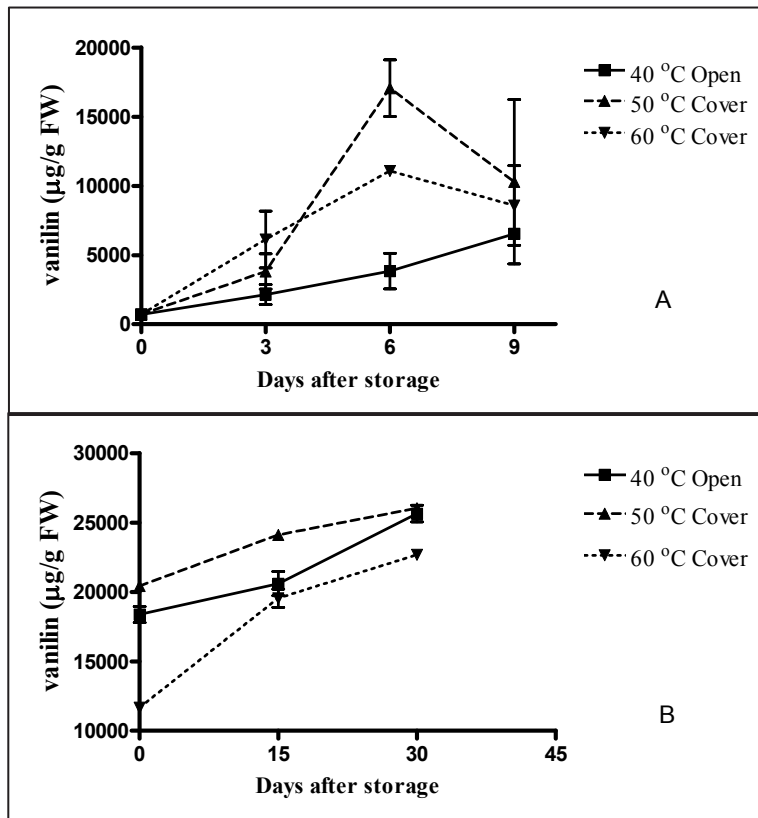 20000
15000
10000
5000
0
vanilin (μg/g FW)
0 3 6 9
Days after storage
40 °C Open
50 °C Cover
60 °C Cover
A
30000
25000
20000
15000
10000
vanilin (μg/g FW)
0 15 30 45
Days after storage
40 °C Open
50 °C Cover
60 °C Cover
B